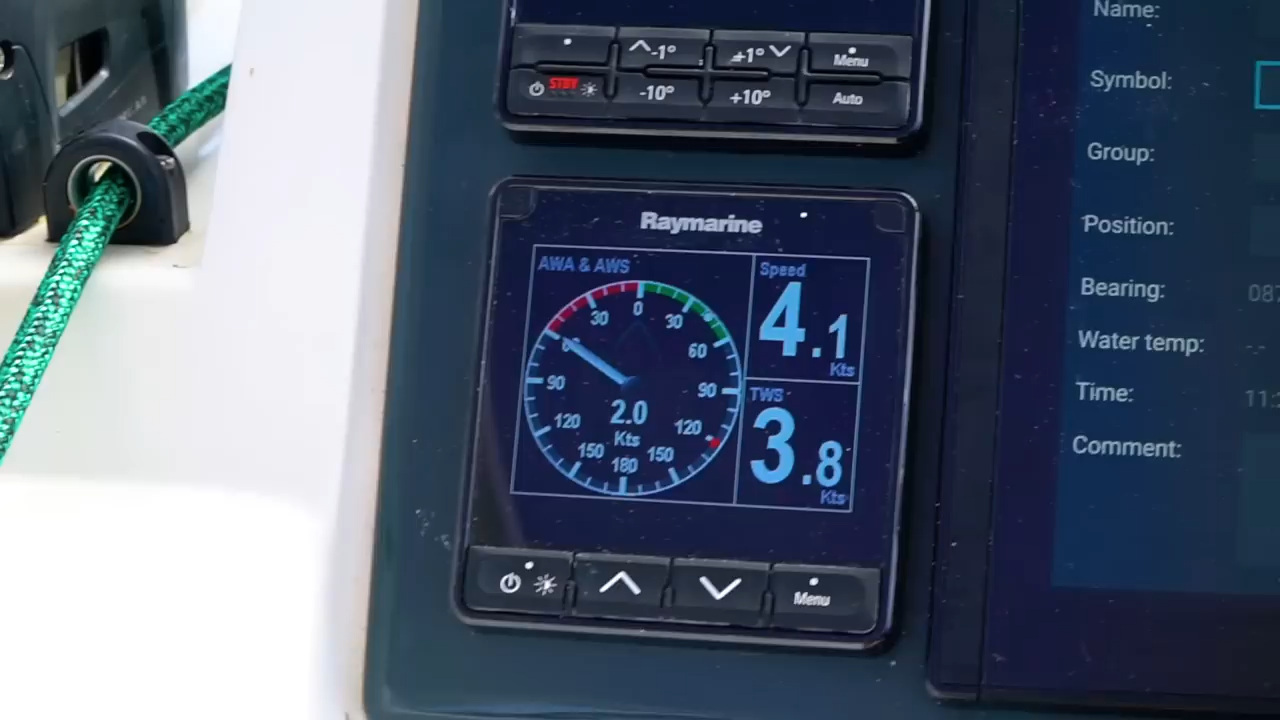 -1°
+1°
Menu
STBY
-10°
+10°
Auto
Raymarine
AWA & AWS
0
30
30
60
60
90
90
120
120
150
150
180
2.0
Kts
Speed
4.1
Kts
TWS
3.8
Kts
Menu
Name:
Symbol:
Group:
Position:
Bearing:
Water temp:
Time:
Comment: